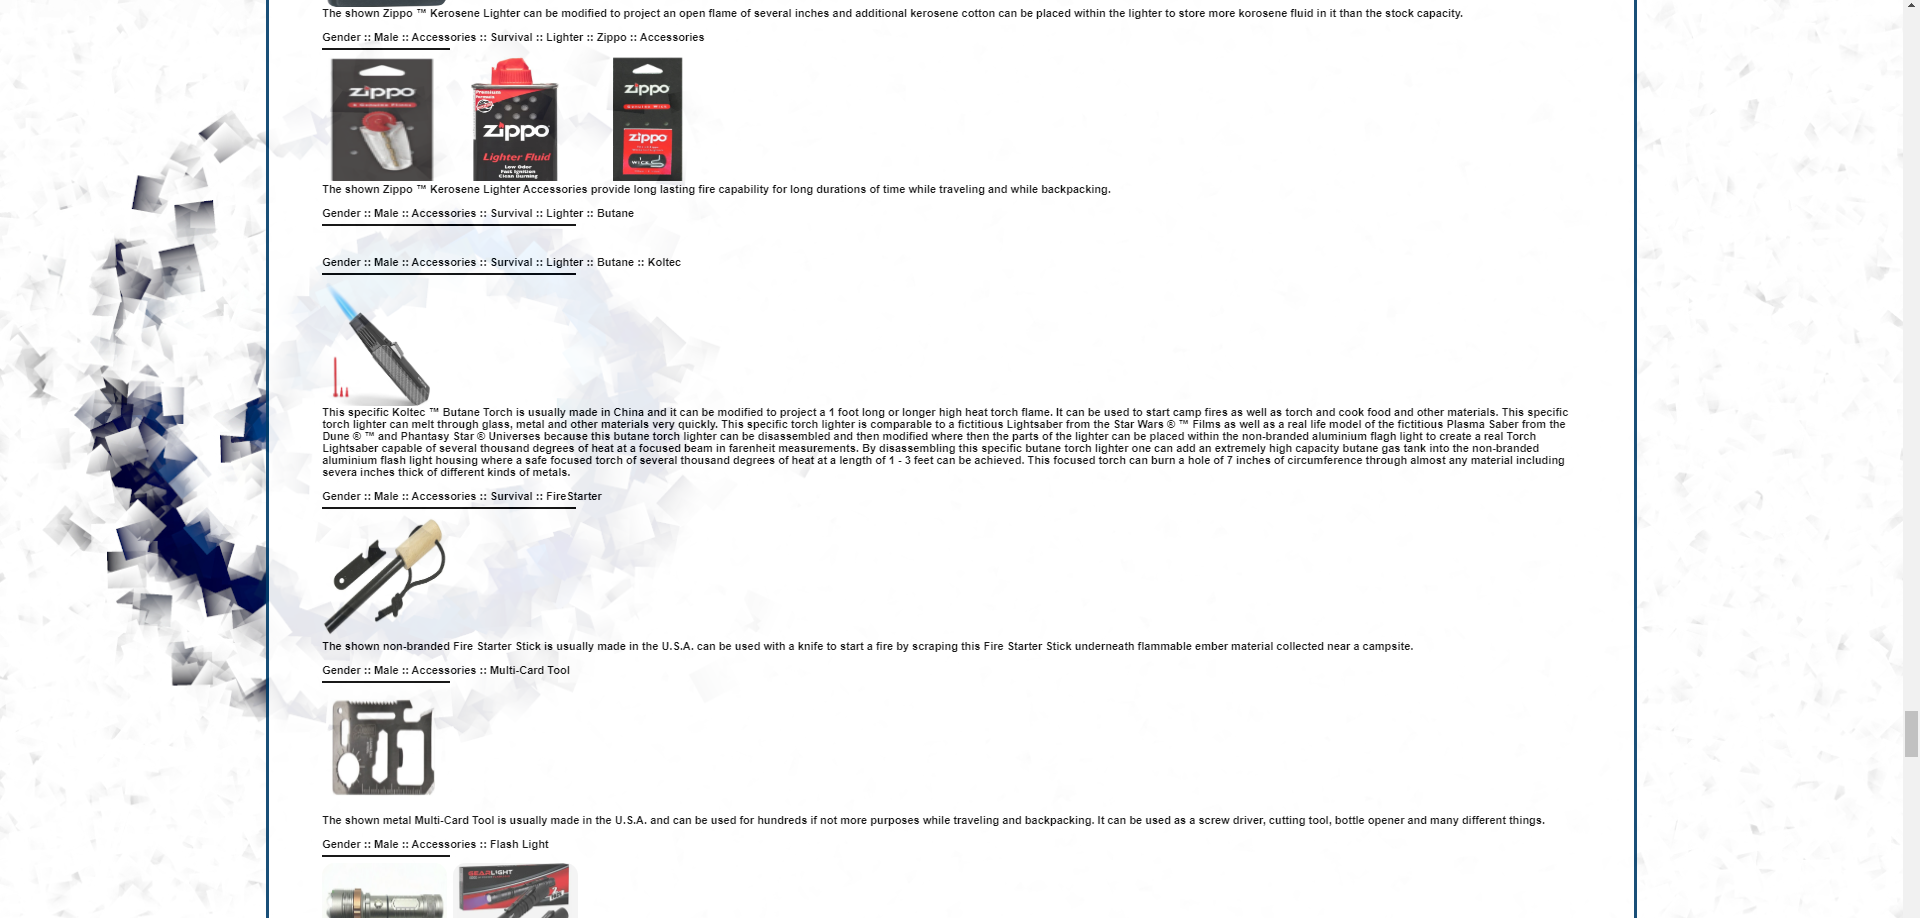 The shown Zippo ™ Kerosene Lighter can be modified to project an open flame of several inches and additional kerosene cotton can be placed within the lighter to store more korosene fluid in it than the stock capacity.
Gender :: Male :: Accessories :: Survival :: Lighter :: Zippo :: Accessories
zippo
Premium
zippo
Lighter Fluid
Low Odor
Fast Ignition
Clean Burning
zippo
Genuine Wick
zippo
WICK
The shown Zippo ™ Kerosene Lighter Accessories provide long lasting fire capability for long durations of time while traveling and while backpacking.
Gender :: Male :: Accessories :: Survival :: Lighter :: Butane
Gender :: Male :: Accessories :: Survival :: Lighter :: Butane :: Koltec
This specific Koltec ™ Butane Torch is usually made in China and it can be modified to project a 1 foot long or longer high heat torch flame. It can be used to start camp fires as well as torch and cook food and other materials. This specific
torch lighter can melt through glass, metal and other materials very quickly. This specific torch lighter is comparable to a fictitious Lightsaber from the Star Wars ® ™ Films as well as a real life model of the fictitious Plasma Saber from the
Dune ® ™ and Phantasy Star ® Universes because this butane torch lighter can be disassembled and then modified where then the parts of the lighter can be placed within the non-branded aluminium flagh light to create a real Torch
Lightsaber capable of several thousand degrees of heat at a focused beam in farenheit measurements. By disassembling this specific butane torch lighter one can add an extremely high capacity butane gas tank into the non-branded
aluminium flash light housing where a safe focused torch of several thousand degrees of heat at a length of 1 - 3 feet can be achieved. This focused torch can burn a hole of 7 inches of circumference through almost any material including
severa inches thick of different kinds of metals.
Gender :: Male :: Accessories :: Survival :: FireStarter
The shown non-branded Fire Starter Stick is usually made in the U.S.A. can be used with a knife to start a fire by scraping this Fire Starter Stick underneath flammable ember material collected near a campsite.
Gender :: Male :: Accessories :: Multi-Card Tool
The shown metal Multi-Card Tool is usually made in the U.S.A. and can be used for hundreds if not more purposes while traveling and backpacking. It can be used as a screw driver, cutting tool, bottle opener and many different things.
Gender :: Male :: Accessories :: Flash Light
GEARLIGHT